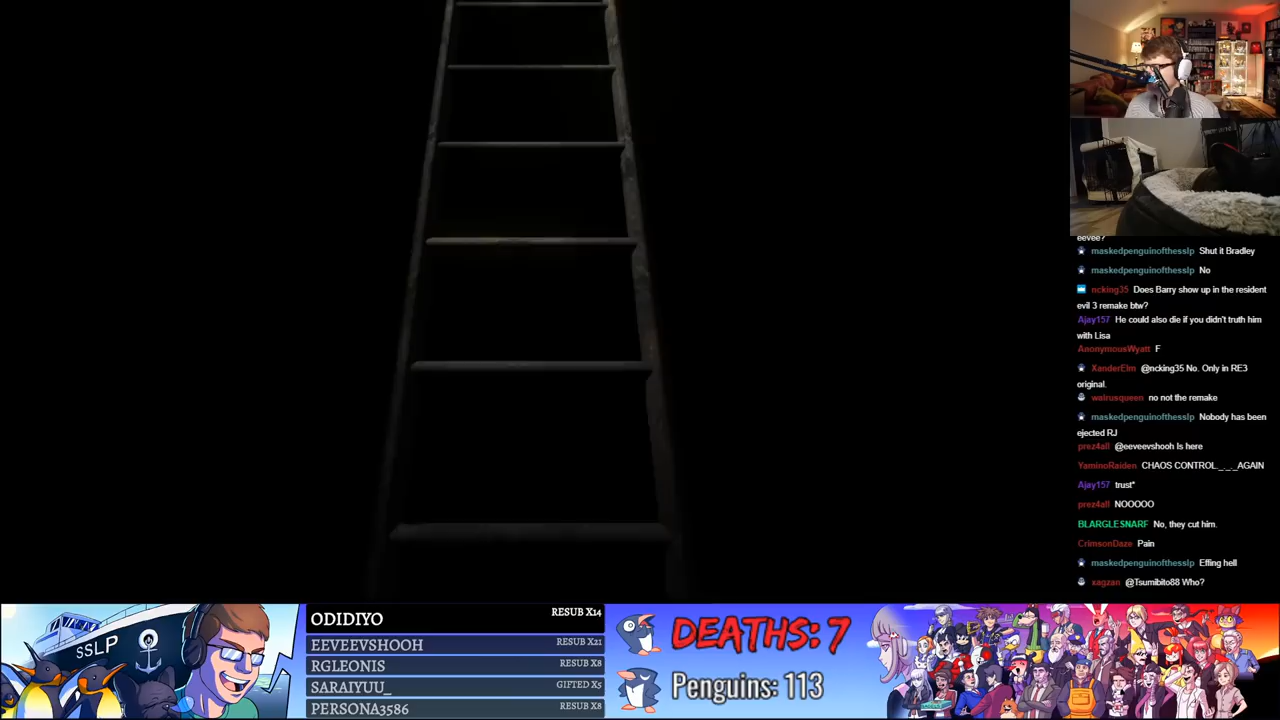 eevee?
maskedpenguinofthesslp Shut it Bradley
maskedpenguinofthesslp No
ncking35 Does Barry show up in the resident
evil 3 remake btw?
Ajay157 He could also die if you didn't truth him
with Lisa
AnonymousWyatt F
XanderElm @ncking35 No. Only in RE3
original.
walrusqueen no not the remake
maskedpenguinofthesslp Nobody has been
ejected RJ
prez4all @eeveevshooh Is here
YaminoRaiden CHAOS CONTROL._._._AGAIN
Ajay157 trust*
prez4all NOOOOO
BLARGLESNARF No, they cut him.
CrimsonDaze Pain
maskedpenguinofthesslp Effing hell
xagzan @Tsumibito88 Who?
SSLP
ODIDIYO RESUB X14
EEVEEVSHOOH RESUB X21
RGLEONIS RESUB X8
SARAIYUU_ GIFTED X5
PERSONA3586 RESUB X8
DEATHS: 7
Penguins: 113